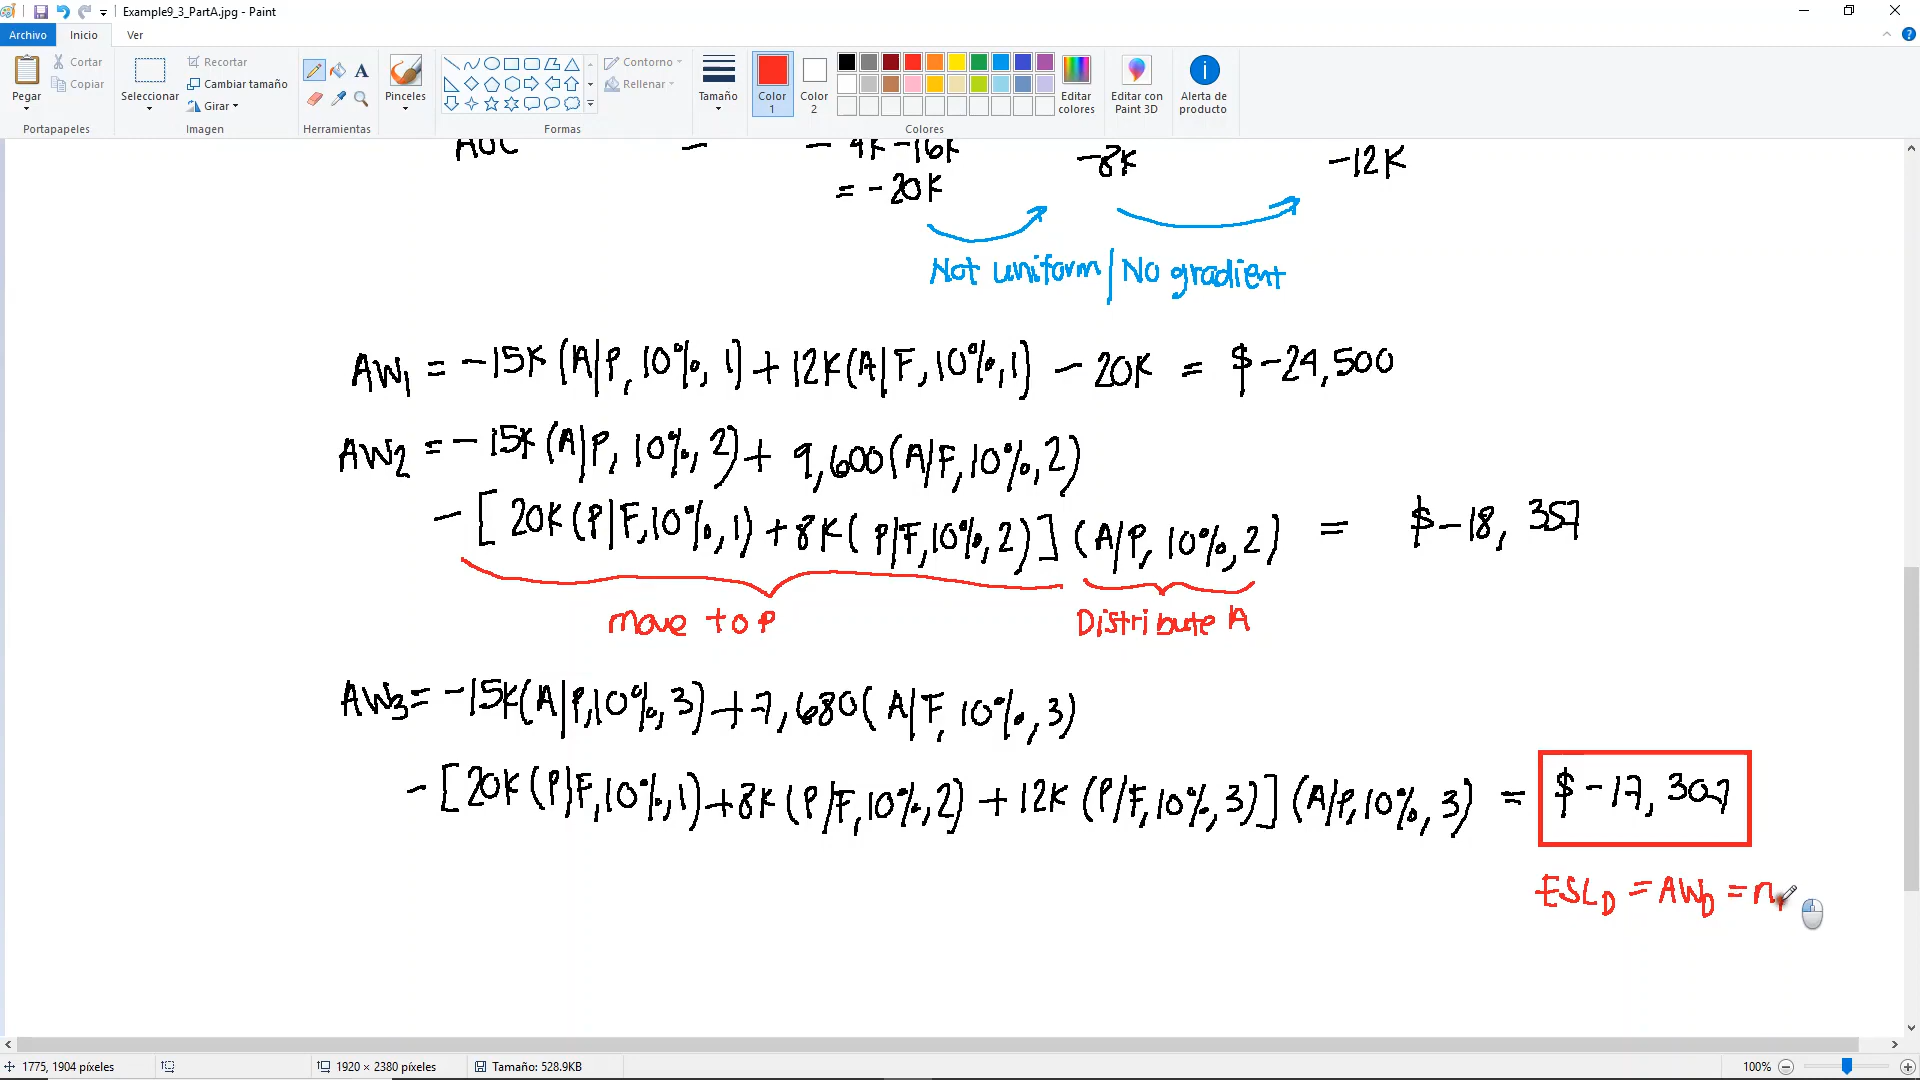 Example9_3_PartA.jpg - Paint
Archivo Inicio Ver
Pegar Cortar Copiar Portapapeles
Seleccionar Recortar Cambiar tamaño Girar Imagen
Herramientas
Pinceles
Contorno Rellenar Formas
Tamaño
Color 1 Color 2 Editar colores Colores
Editar con Paint 3D
Alerta de producto
AOC - - 4K -16K -8K -12K
= -20K
Not uniform | No gradient
AW1 = -15K (A|P, 10%, 1) + 12K(A|F, 10%, 1) - 20K = $-24,500
AW2 = - 15K (A|P, 10%, 2) + 9,600(A/F, 10%, 2)
- [20K (P|F, 10%, 1) + 8K( P/F, 10%, 2)] (A/P, 10%, 2) = $-18, 357
move to P Distribute A
AW3= -15K(A|P, 10%, 3) + 7,680( A|F, 10%, 3)
- [20K (P|F, 10%, 1) + 8K (P/F, 10%, 2) + 12K (P/F, 10%, 3)] (A/P, 10%, 3) = $ -17, 307
ESLD = AWD = n
1775, 1904 píxeles 1920 × 2380 píxeles Tamaño: 528.9KB 100%